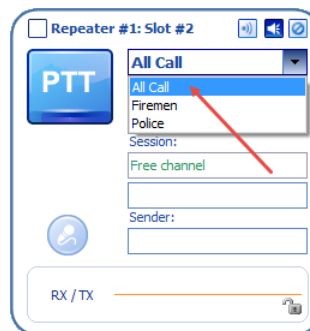 Repeater #1: Slot #2
PTT
All Call
All Call
Firemen
Police
Session:
Free channel
Sender:
RX / TX